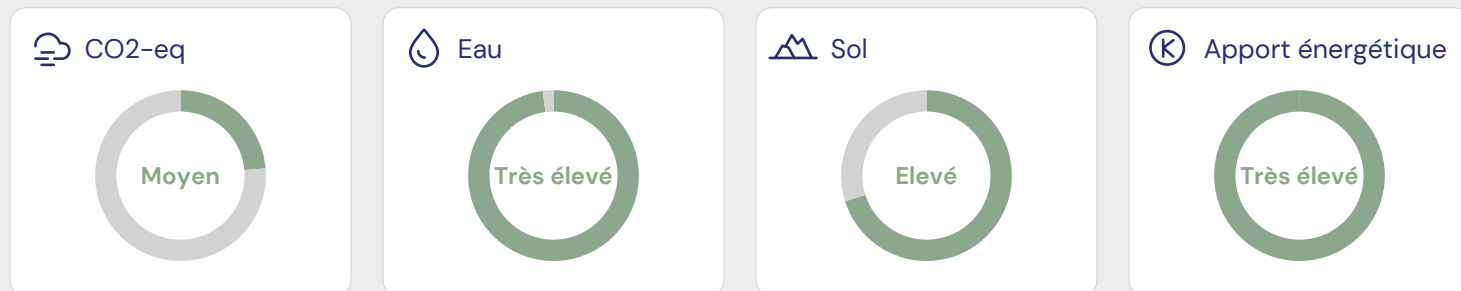 CO2-eq
Moyen
Eau
Très élevé
Sol
Elevé
Apport énergétique
Très élevé